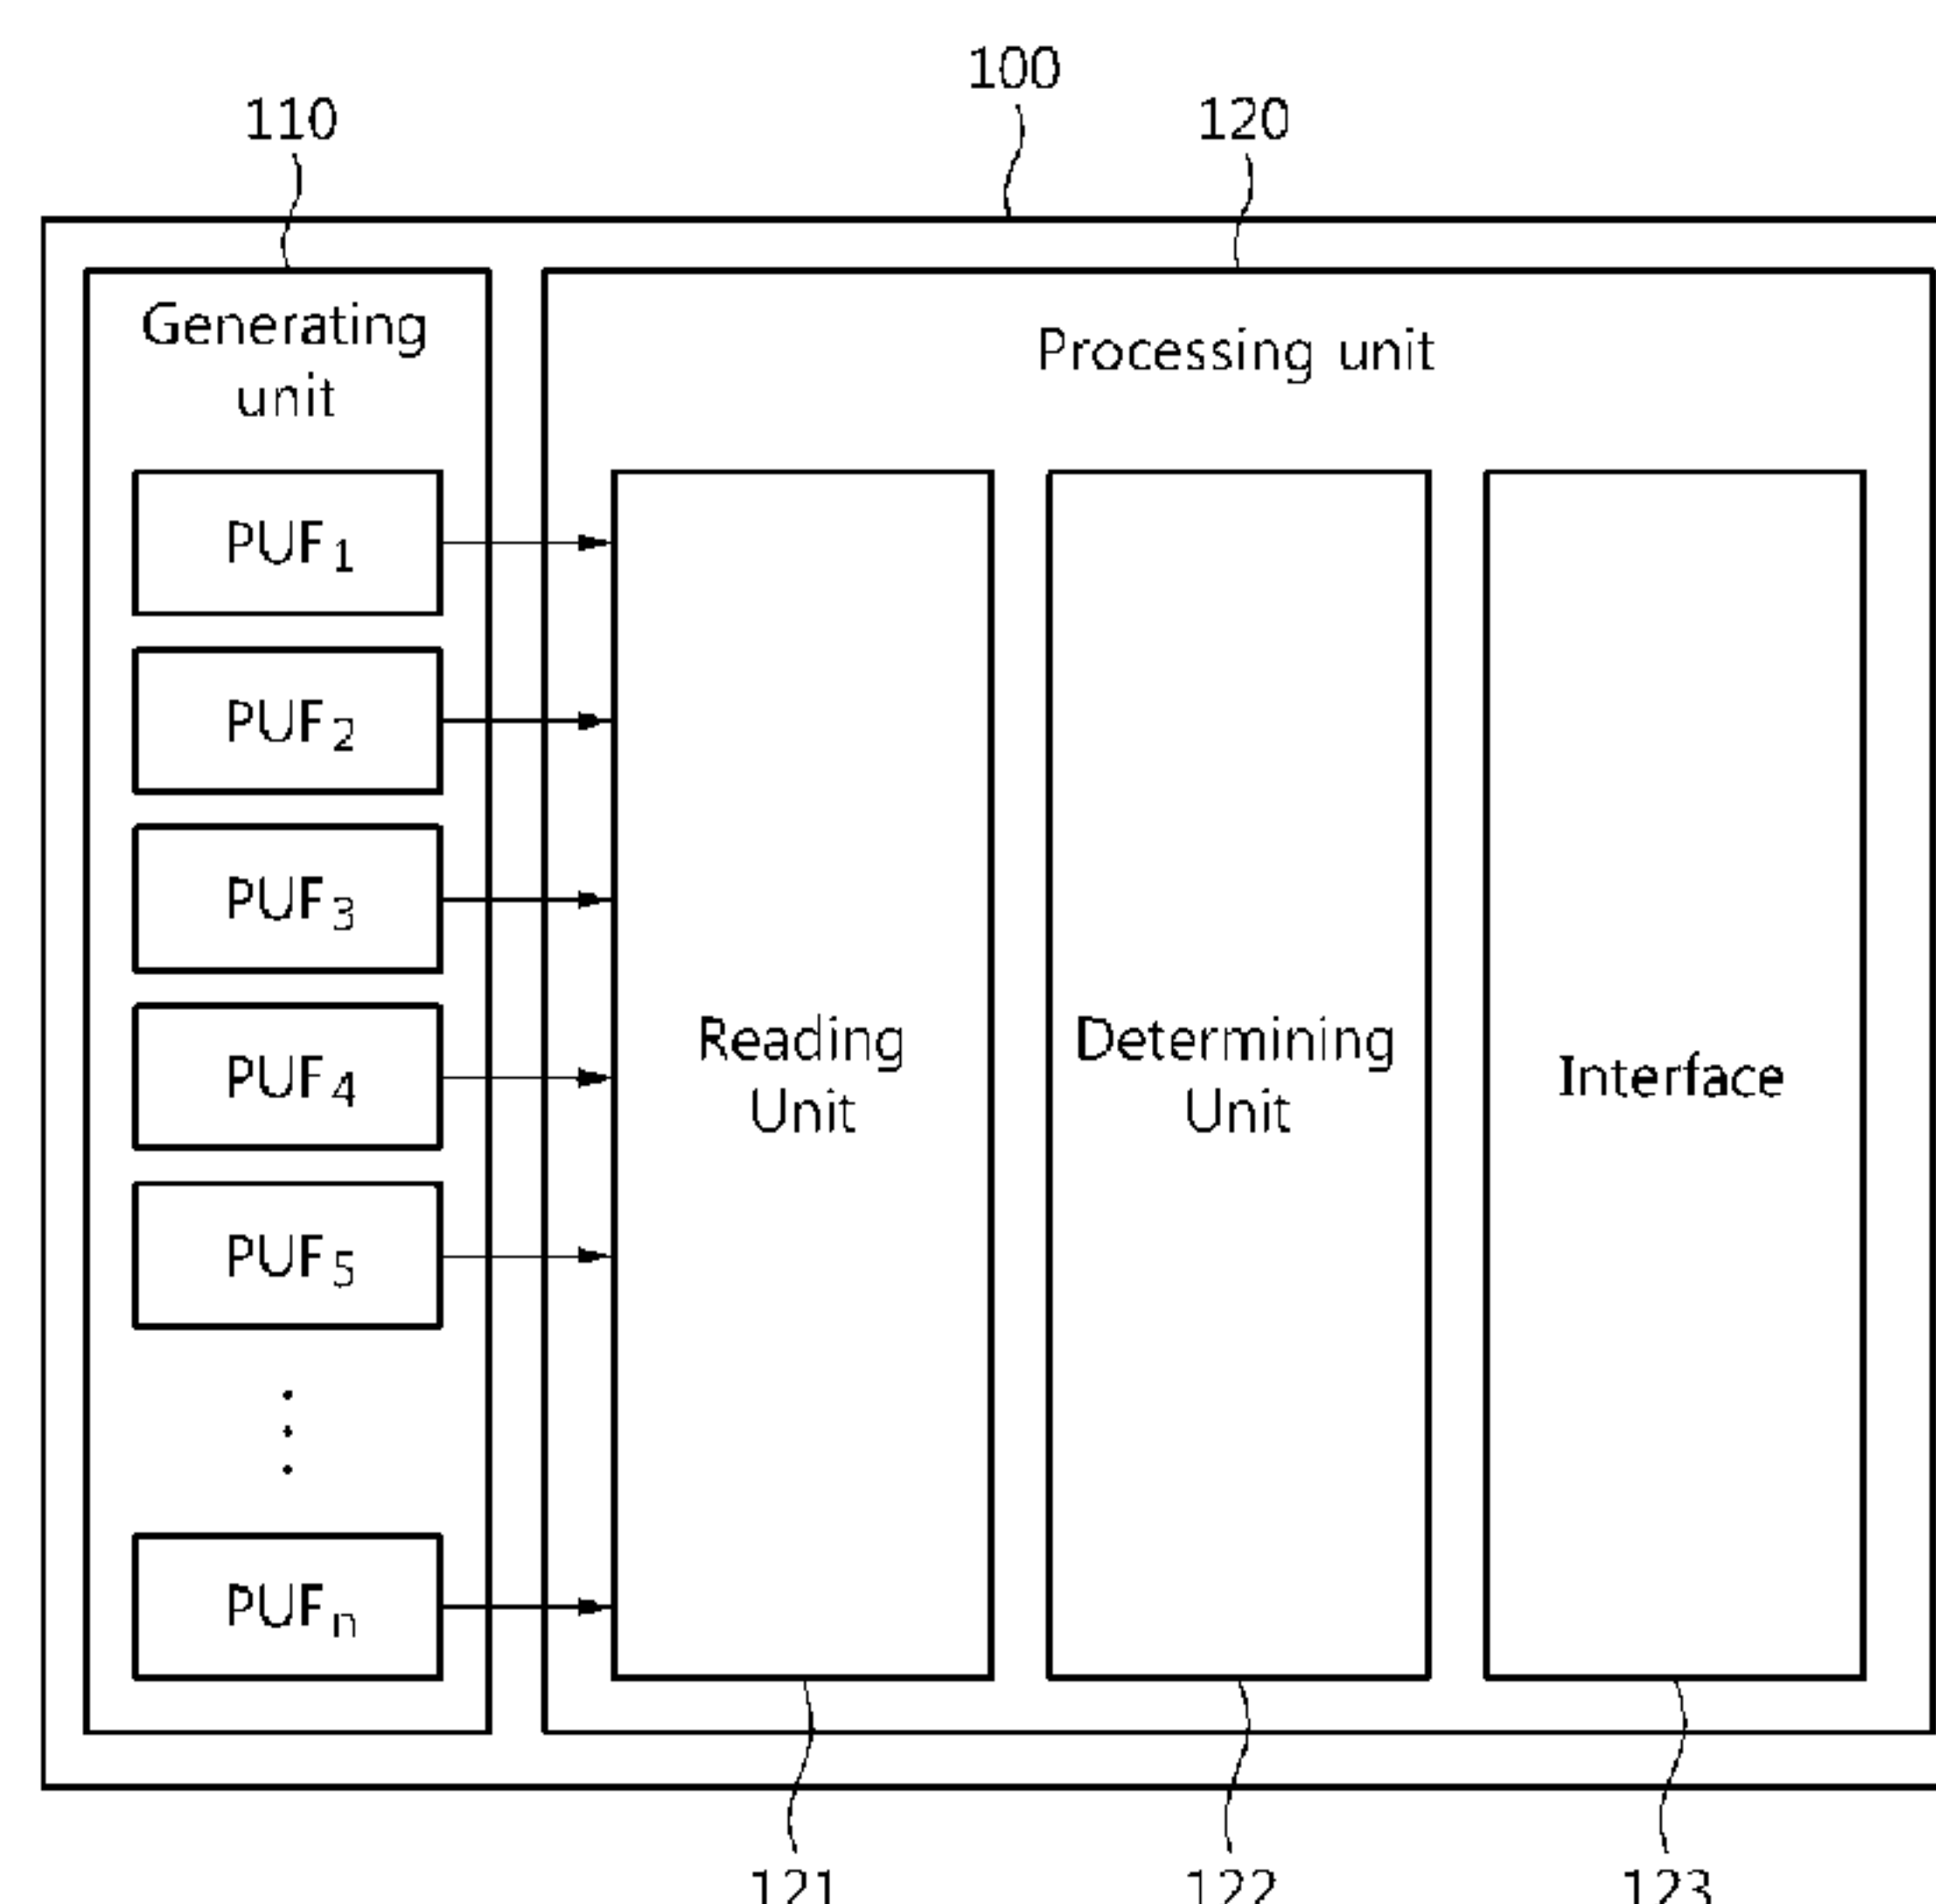 100
110
120
Generating
unit
Processing unit
PUF1
PUF2
PUF3
PUF4
PUF5
PUFn
Reading
Unit
Determining
Unit
Interface
121
122
123